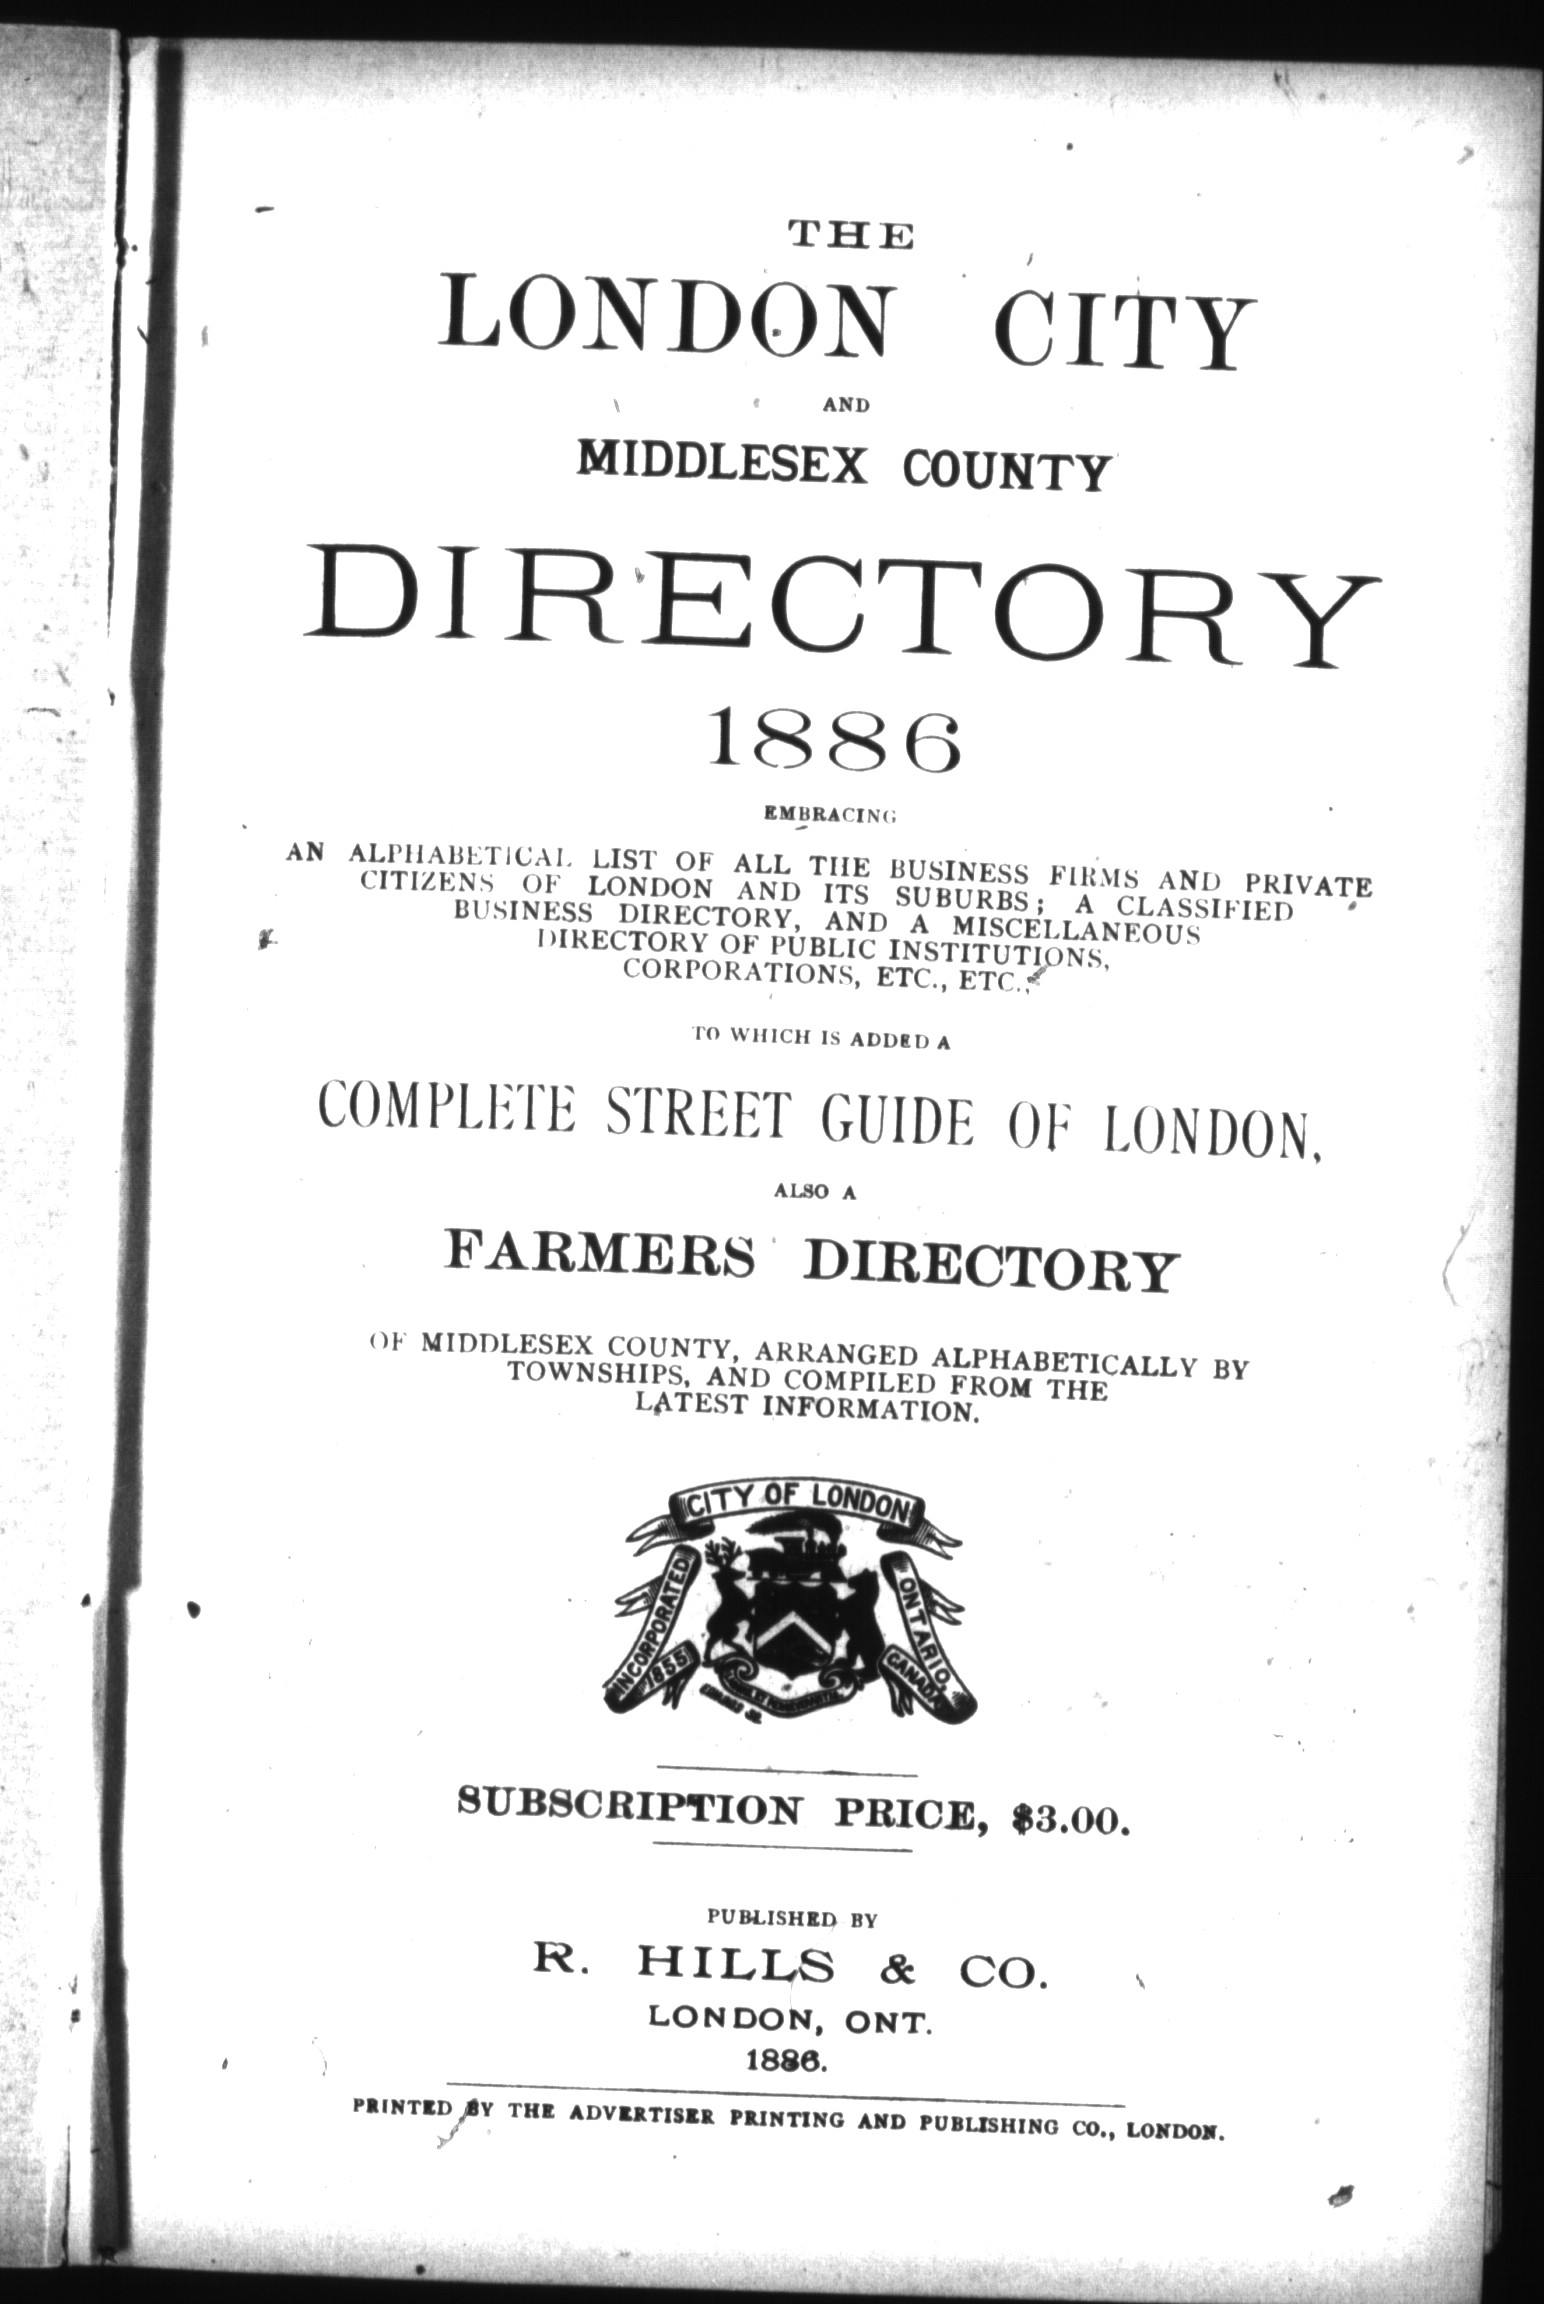 THE
LONDON CITY
AND
MIDDLESEX COUNTY
DIRECTORY
1886
EMBRACING
AN ALPHABETICAL LIST OF ALL THE BUSINESS FIRMS AND PRIVATE
CITIZENS OF LONDON AND ITS SUBURBS; A CLASSIFIED
BUSINESS DIRECTORY, AND A MISCELLANEOUS
DIRECTORY OF PUBLIC INSTITUTIONS,
CORPORATIONS, ETC., ETC.,
TO WHICH IS ADDED A
COMPLETE STREET GUIDE OF LONDON,
ALSO A
FARMERS DIRECTORY
OF MIDDLESEX COUNTY, ARRANGED ALPHABETICALLY BY
TOWNSHIPS, AND COMPILED FROM THE
LATEST INFORMATION.
CITY OF LONDON
INCORPORATED
1855
ONTARIO,
CANADA
SUBSCRIPTION PRICE, $3.00.
PUBLISHED BY
R. HILLS & CO.
LONDON, ONT.
1886.
PRINTED BY THE ADVERTISER PRINTING AND PUBLISHING CO., LONDON.